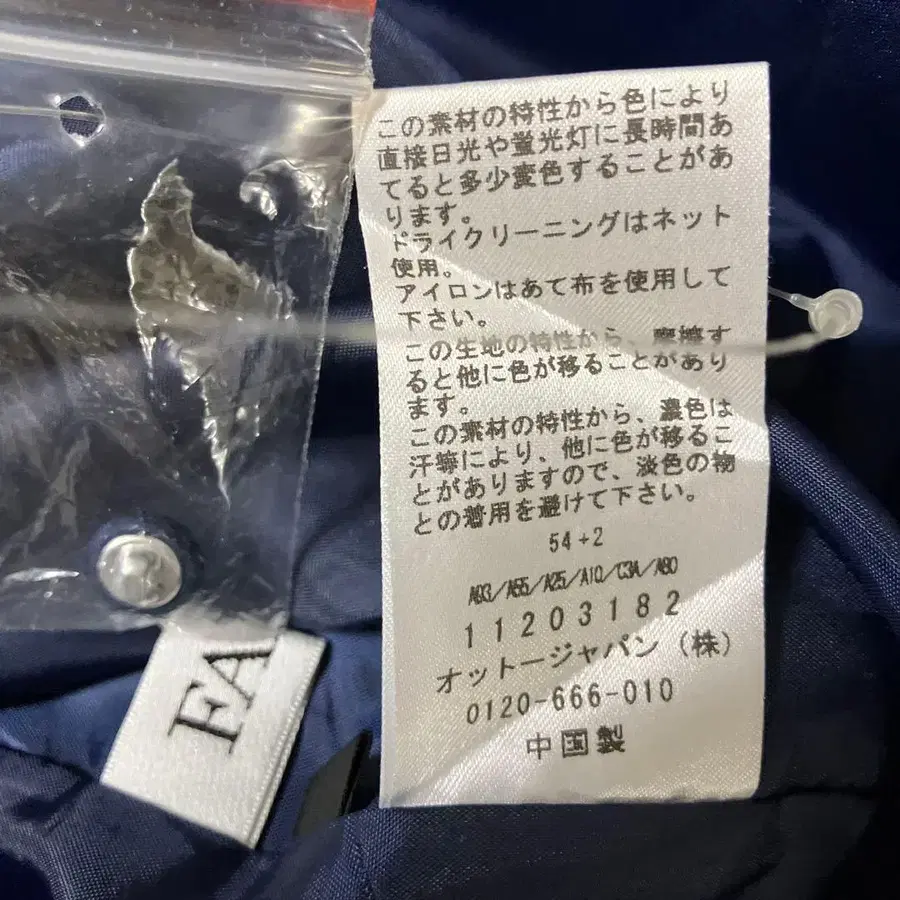 この素材の特性から色により
直接日光や蛍光灯に長時間あ
てると多少変色することがあ
ります。
ドライクリーニングはネット
使用。
アイロンはあて布を使用して
下さい。
この生地の特性から、摩擦す
ると他に色が移ることがあり
ます。
この素材の特性から、濃色は
汗等により、他に色が移るこ
とがありますので、淡色の物
との着用を避けて下さい。
54+2
A93/A55/A25/A10/C3A/A80
11203182
オットージャパン（株）
0120-666-010
中国製
FA